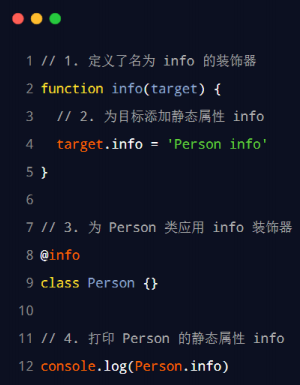 1 // 1. 定义了名为 info 的装饰器
2 function info(target) {
3   // 2. 为目标添加静态属性 info
4   target.info = 'Person info'
5 }
6
7 // 3. 为 Person 类应用 info 装饰器
8 @info
9 class Person {}
10
11 // 4. 打印 Person 的静态属性 info
12 console.log(Person.info)